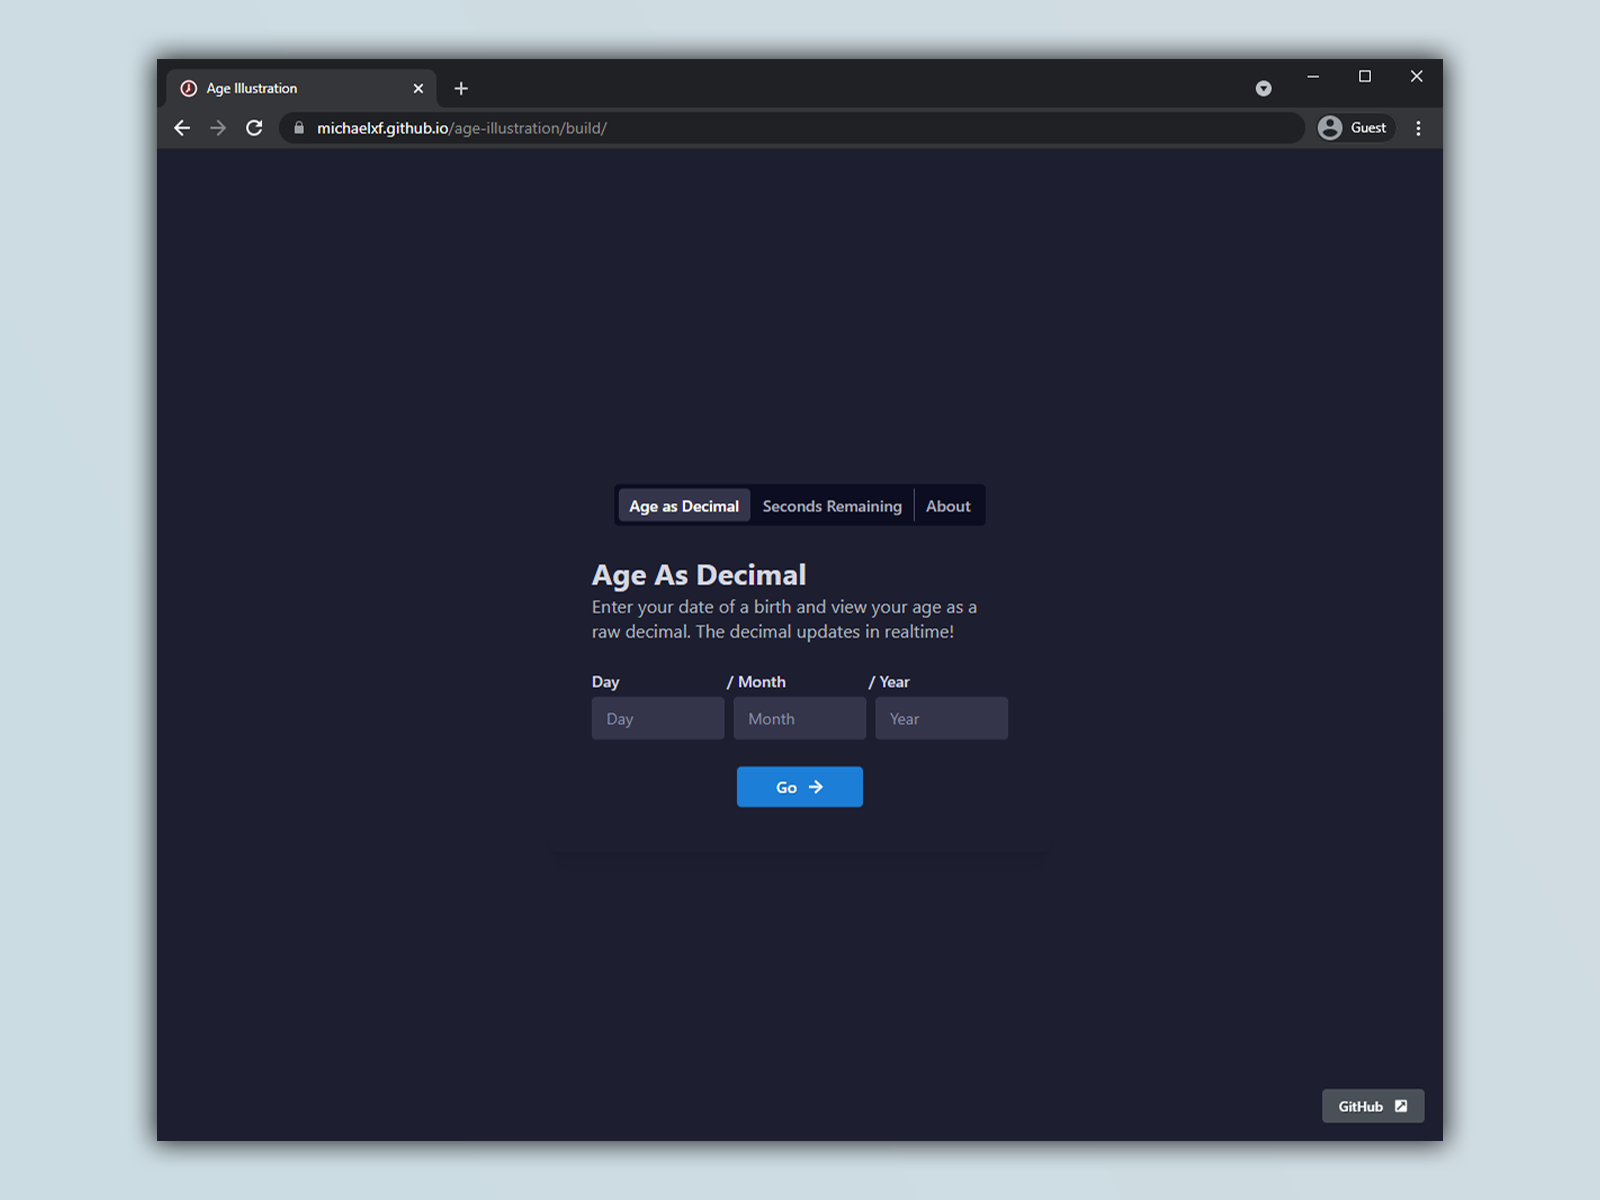 Age Illustration
michaelxf.github.io/age-illustration/build/
Guest
Age as Decimal Seconds Remaining About
Age As Decimal
Enter your date of a birth and view your age as a
raw decimal. The decimal updates in realtime!
Day / Month / Year
Day Month Year
Go
GitHub